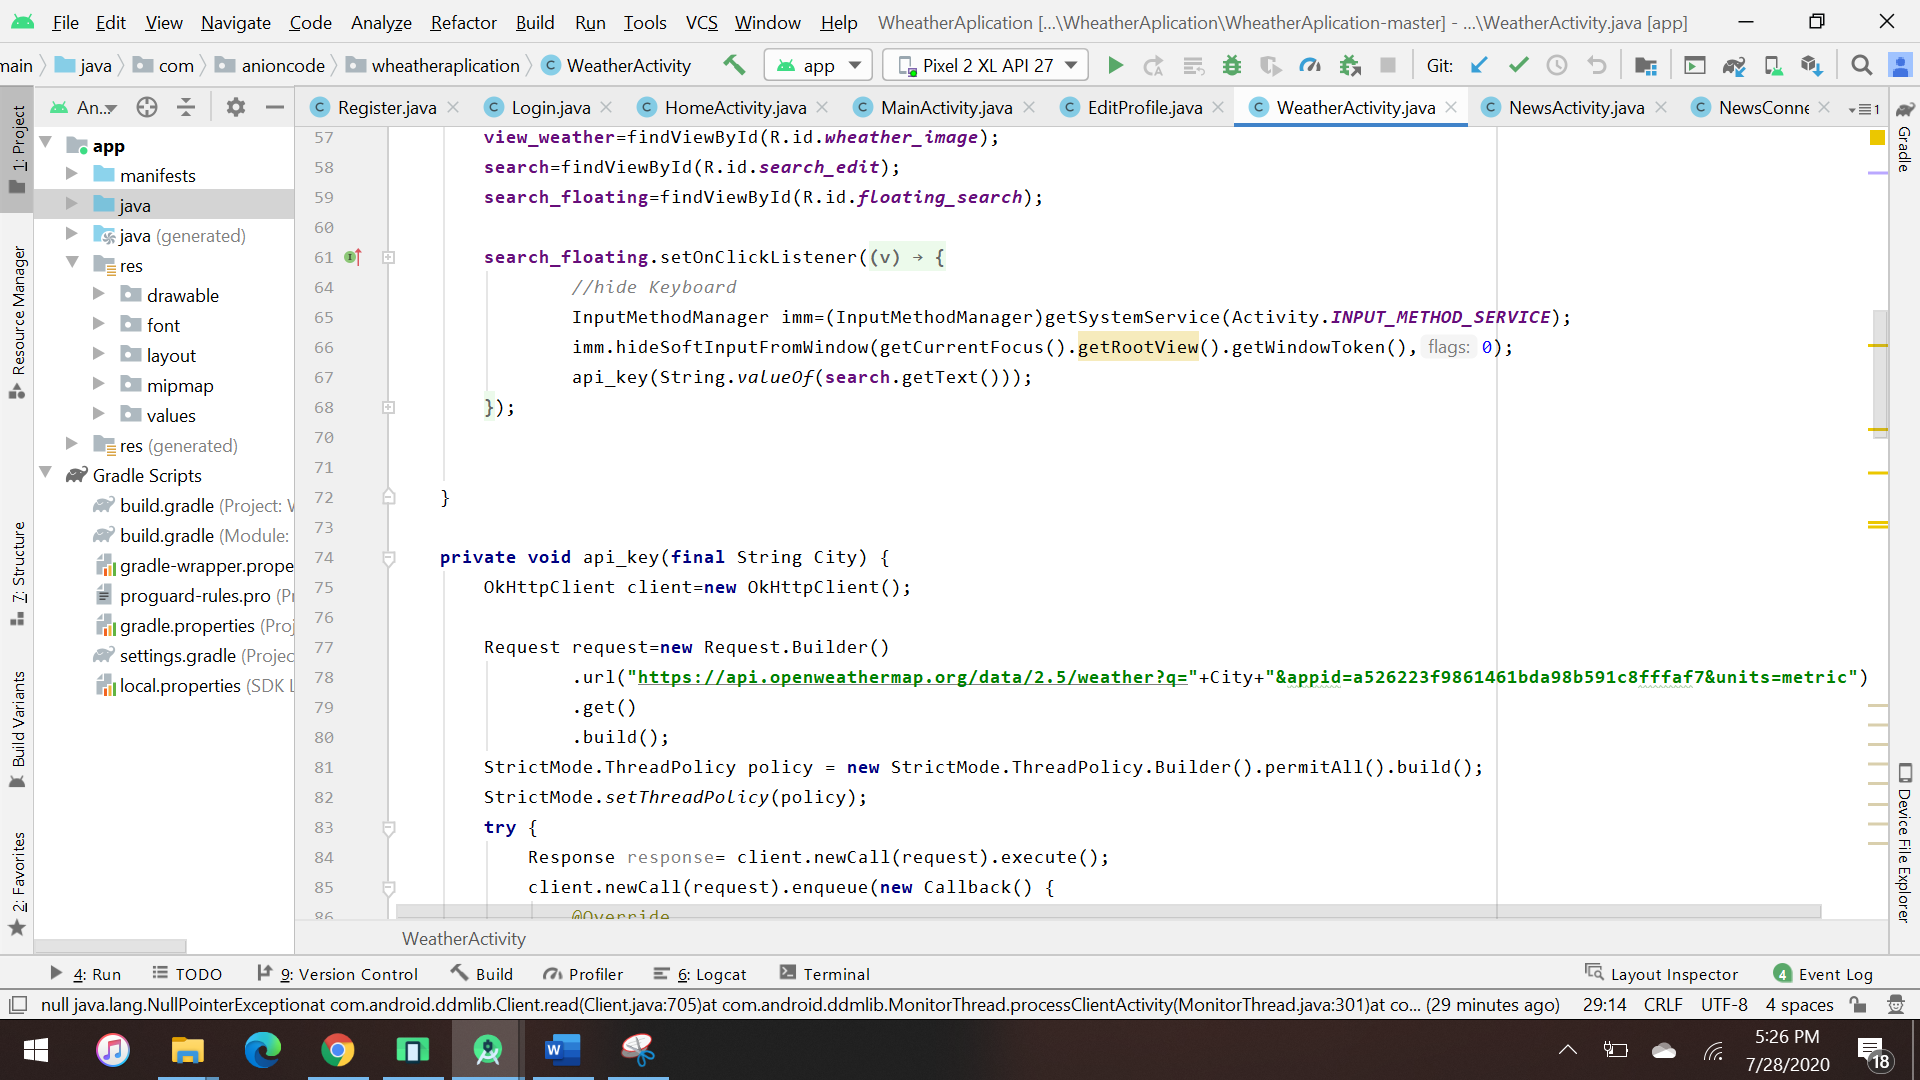 File Edit View Navigate Code Analyze Refactor Build Run Tools VCS Window Help WheatherAplication [...\WheatherAplication\WheatherAplication-master] - ...\WeatherActivity.java [app]
main java com anioncode wheatheraplication WeatherActivity app Pixel 2 XL API 27 Git:
An... Register.java Login.java HomeActivity.java MainActivity.java EditProfile.java WeatherActivity.java NewsActivity.java NewsConne 1
1: Project
Resource Manager
7: Structure
Build Variants
2: Favorites
app
manifests
java
java (generated)
res
drawable
font
layout
mipmap
values
res (generated)
Gradle Scripts
build.gradle (Project: W
build.gradle (Module:
gradle-wrapper.prope
proguard-rules.pro (Pr
gradle.properties (Proj
settings.gradle (Projec
local.properties (SDK L
57 view_weather=findViewById(R.id.wheather_image);
58 search=findViewById(R.id.search_edit);
59 search_floating=findViewById(R.id.floating_search);
60
61 search_floating.setOnClickListener((v) → {
64 //hide Keyboard
65 InputMethodManager imm=(InputMethodManager)getSystemService(Activity.INPUT_METHOD_SERVICE);
66 imm.hideSoftInputFromWindow(getCurrentFocus().getRootView().getWindowToken(), flags: 0);
67 api_key(String.valueOf(search.getText()));
68 });
70
71
72 }
73
74 private void api_key(final String City) {
75 OkHttpClient client=new OkHttpClient();
76
77 Request request=new Request.Builder()
78 .url("https://api.openweathermap.org/data/2.5/weather?q="+City+"&appid=a526223f9861461bda98b591c8fffaf7&units=metric")
79 .get()
80 .build();
81 StrictMode.ThreadPolicy policy = new StrictMode.ThreadPolicy.Builder().permitAll().build();
82 StrictMode.setThreadPolicy(policy);
83 try {
84 Response response= client.newCall(request).execute();
85 client.newCall(request).enqueue(new Callback() {
86 @Override
WeatherActivity
Gradle
Device File Explorer
4: Run TODO 9: Version Control Build Profiler 6: Logcat Terminal Layout Inspector 4 Event Log
null java.lang.NullPointerExceptionat com.android.ddmlib.Client.read(Client.java:705)at com.android.ddmlib.MonitorThread.processClientActivity(MonitorThread.java:301)at co... (29 minutes ago) 29:14 CRLF UTF-8 4 spaces
5:26 PM
7/28/2020
18